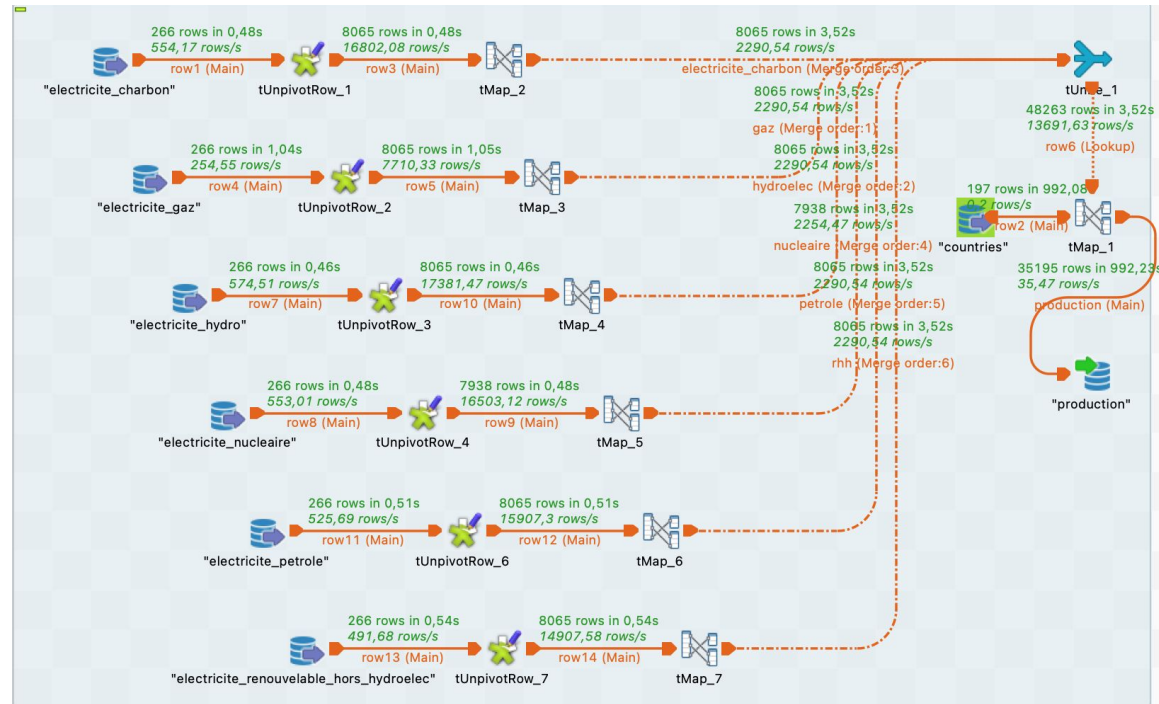 266 rows in 0,48s
554,17 rows/s
row1 (Main)
8065 rows in 0,48s
16802,08 rows/s
row3 (Main)
8065 rows in 3,52s
2290,54 rows/s
electricite_charbon (Merge order:3)
"electricite_charbon"
tUnpivotRow_1
tMap_2
tUnite_1
8065 rows in 3,52s
2290,54 rows/s
gaz (Merge order:1)
48263 rows in 3,52s
13691,63 rows/s
row6 (Lookup)
266 rows in 1,04s
254,55 rows/s
row4 (Main)
8065 rows in 1,05s
7710,33 rows/s
row5 (Main)
8065 rows in 3,52s
2290,54 rows/s
hydroelec (Merge order:2)
"electricite_gaz"
tUnpivotRow_2
tMap_3
197 rows in 992,08
0,2 rows/s
row2 (Main)
7938 rows in 3,52s
2254,47 rows/s
nucleaire (Merge order:4)
"countries"
tMap_1
266 rows in 0,46s
574,51 rows/s
row7 (Main)
8065 rows in 0,46s
17381,47 rows/s
row10 (Main)
8065 rows in 3,52s
2290,54 rows/s
petrole (Merge order:5)
35195 rows in 992,23s
35,47 rows/s
production (Main)
"electricite_hydro"
tUnpivotRow_3
tMap_4
8065 rows in 3,52s
2290,54 rows/s
rhh (Merge order:6)
266 rows in 0,48s
553,01 rows/s
row8 (Main)
7938 rows in 0,48s
16503,12 rows/s
row9 (Main)
"production"
"electricite_nucleaire"
tUnpivotRow_4
tMap_5
266 rows in 0,51s
525,69 rows/s
row11 (Main)
8065 rows in 0,51s
15907,3 rows/s
row12 (Main)
"electricite_petrole"
tUnpivotRow_6
tMap_6
266 rows in 0,54s
491,68 rows/s
row13 (Main)
8065 rows in 0,54s
14907,58 rows/s
row14 (Main)
"electricite_renouvelable_hors_hydroelec"
tUnpivotRow_7
tMap_7